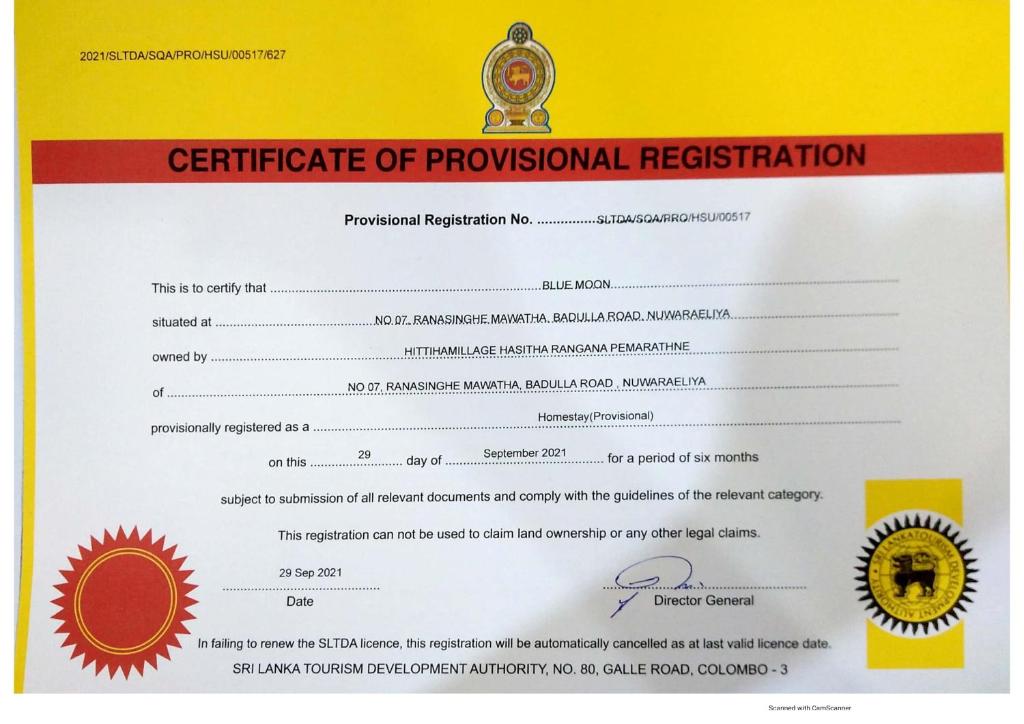 2021/SLTDA/SQA/PRO/HSU/00517/627
CERTIFICATE OF PROVISIONAL REGISTRATION
Provisional Registration No. ................SLTDA/SQA/PRO/HSU/00517
This is to certify that ................BLUE MOON................
situated at ................NO 07, RANASINGHE MAWATHA, BADULLA ROAD, NUWARAELIYA................
owned by ................HITTIHAMILLAGE HASITHA RANGANA PEMARATHNE................
of ................NO 07, RANASINGHE MAWATHA, BADULLA ROAD , NUWARAELIYA................
provisionally registered as a ................Homestay(Provisional)................
on this ........29........ day of ........September 2021........ for a period of six months
subject to submission of all relevant documents and comply with the guidelines of the relevant category.
This registration can not be used to claim land ownership or any other legal claims.
29 Sep 2021
Date
Director General
SRI LANKA TOURISM DEVELOPMENT AUTHORITY
In failing to renew the SLTDA licence, this registration will be automatically cancelled as at last valid licence date.
SRI LANKA TOURISM DEVELOPMENT AUTHORITY, NO. 80, GALLE ROAD, COLOMBO - 3
Scanned with CamScanner